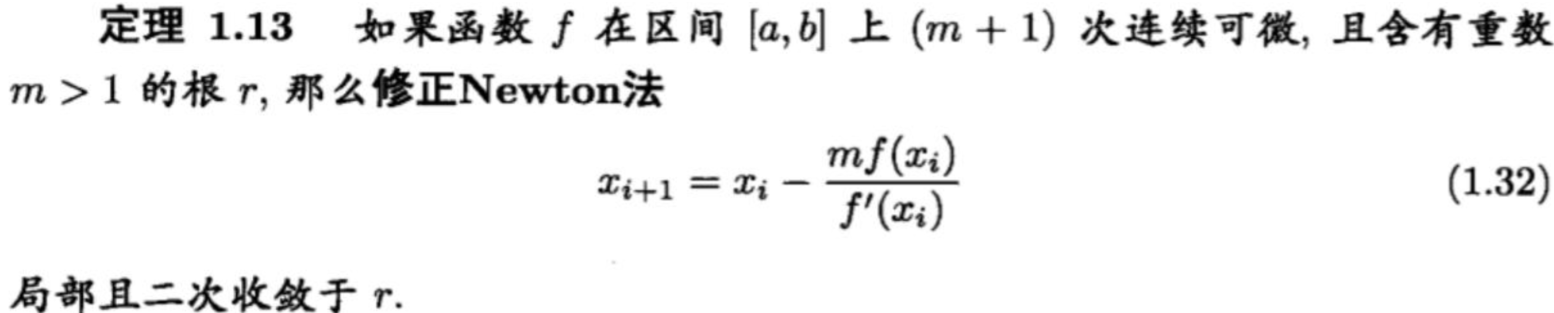 定理 1.13 如果函数 f 在区间 [a, b] 上 (m + 1) 次连续可微, 且含有重数
m > 1 的根 r, 那么修正Newton法
x_{i+1} = x_i - \frac{mf(x_i)}{f'(x_i)} (1.32)
局部且二次收敛于 r.